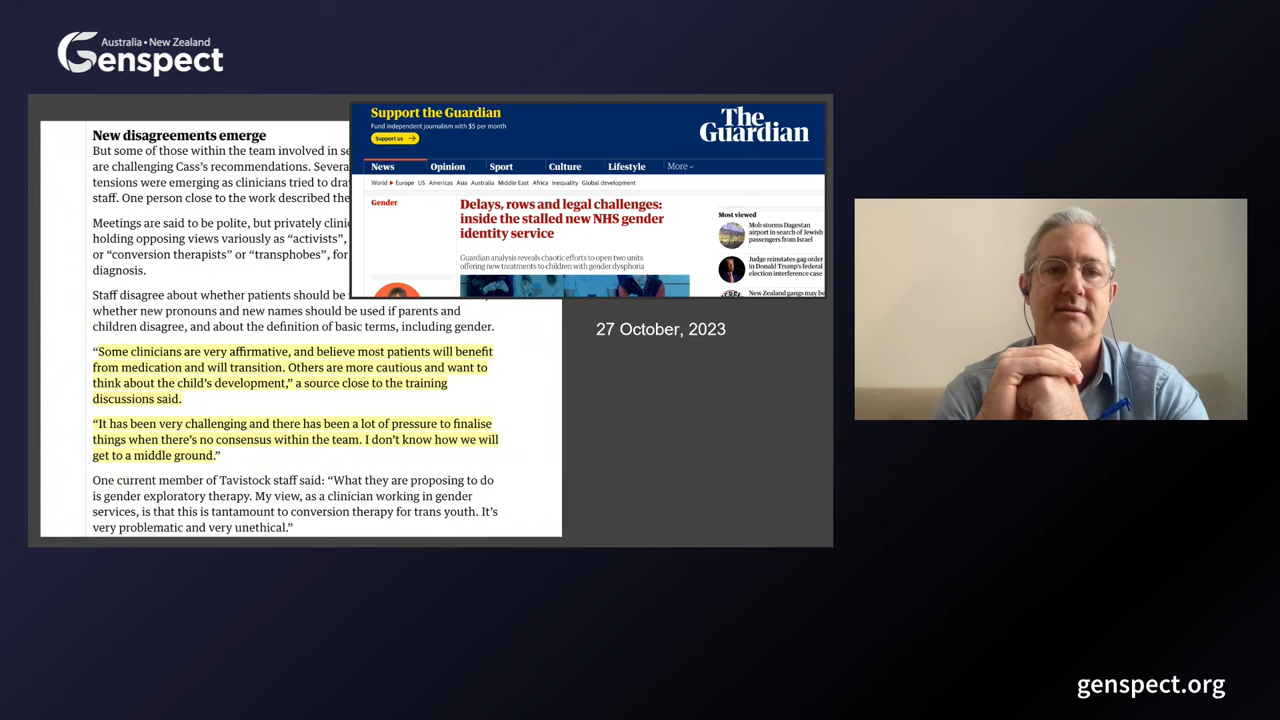 Australia • New Zealand
Genspect
New disagreements emerge
But some of those within the team involved in se
are challenging Cass’s recommendations. Severa
tensions were emerging as clinicians tried to dra
staff. One person close to the work described the
Meetings are said to be polite, but privately clinic
holding opposing views variously as “activists”,
or “conversion therapists” or “transphobes”, for
diagnosis.
Staff disagree about whether patients should be
whether new pronouns and new names should be used if parents and
children disagree, and about the definition of basic terms, including gender.
“Some clinicians are very affirmative, and believe most patients will benefit
from medication and will transition. Others are more cautious and want to
think about the child’s development,” a source close to the training
discussions said.
“It has been very challenging and there has been a lot of pressure to finalise
things when there’s no consensus within the team. I don’t know how we will
get to a middle ground.”
One current member of Tavistock staff said: “What they are proposing to do
is gender exploratory therapy. My view, as a clinician working in gender
services, is that this is tantamount to conversion therapy for trans youth. It’s
very problematic and very unethical.”
Support the Guardian
Fund independent journalism with $5 per month
Support us →
The
Guardian
News Opinion Sport Culture Lifestyle More
World Europe US Americas Asia Australia Middle East Africa Inequality Global development
Gender
Delays, rows and legal challenges:
inside the stalled new NHS gender
identity service
Guardian analysis reveals chaotic efforts to open two units
offering new treatments to children with gender dysphoria
Most viewed
Mob storms Dagestan
airport in search of Jewish
passengers from Israel
Judge reinstates gag order
in Donald Trump’s federal
election interference case
New Zealand gangs may be
27 October, 2023
genspect.org